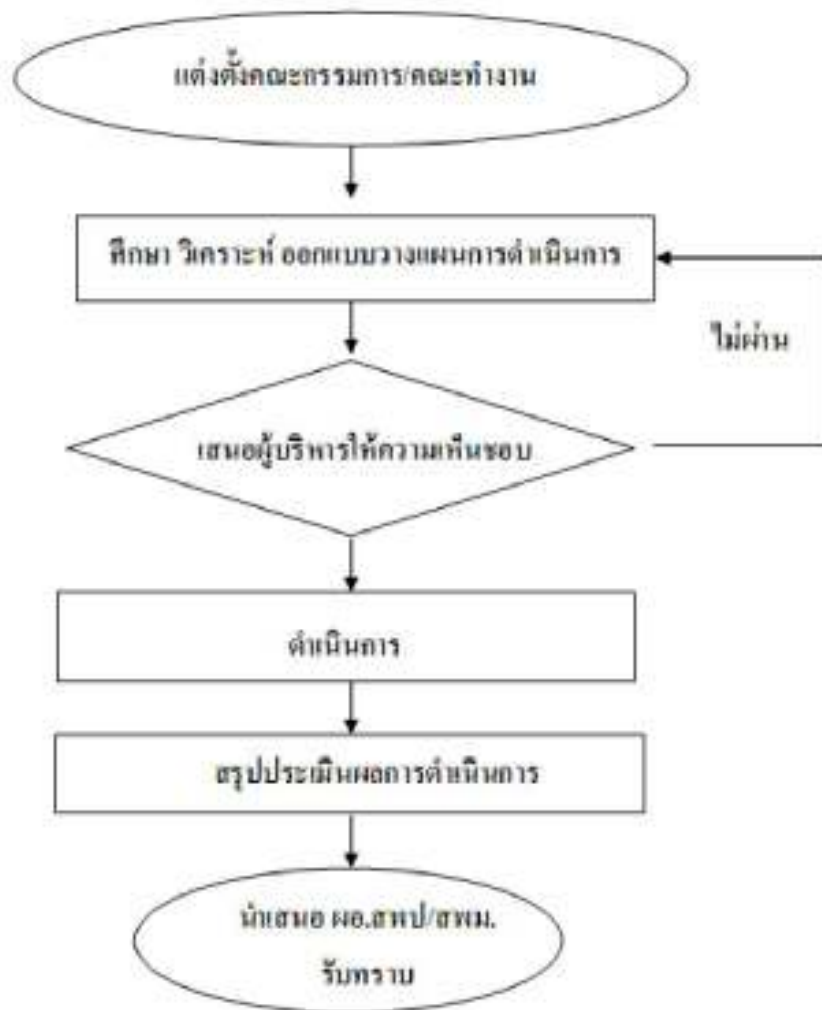 แต่งตั้งคณะกรรมการ/คณะทำงาน
ศึกษา วิเคราะห์ ออกแบบวางแผนการดำเนินการ
ไม่ผ่าน
เสนอผู้บริหารให้ความเห็นชอบ
ดำเนินการ
สรุปประเมินผลการดำเนินการ
นำเสนอ ผอ.สพป/สพม.
รับทราบ